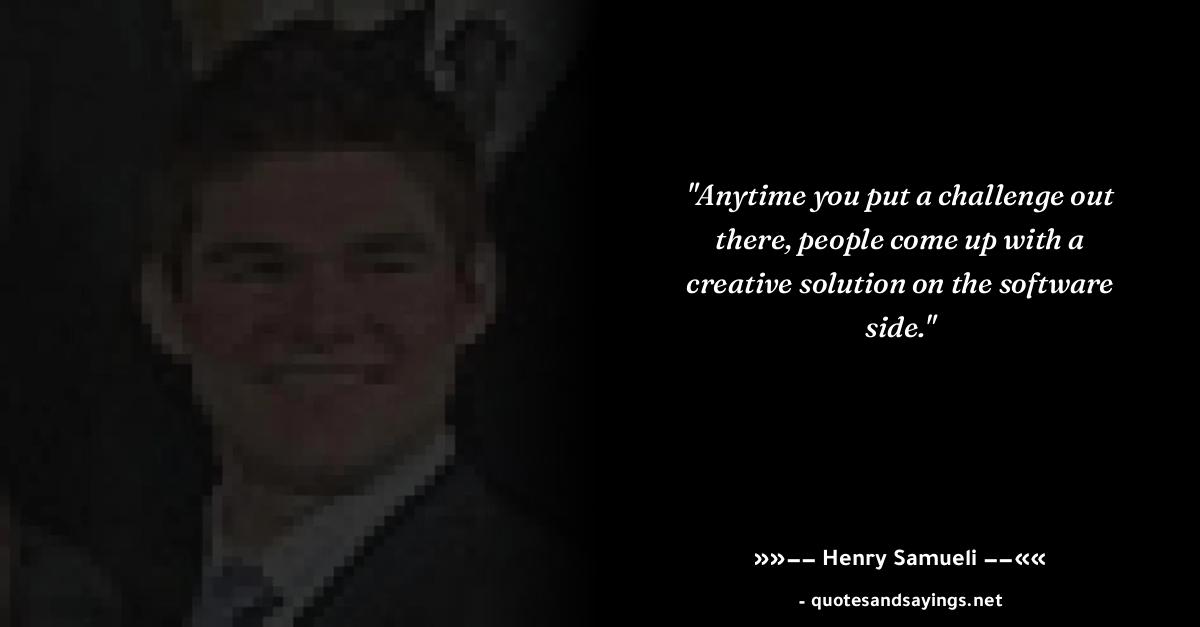 "Anytime you put a challenge out
there, people come up with a
creative solution on the software
side."
»»–– Henry Samueli ––««
- quotesandsayings.net